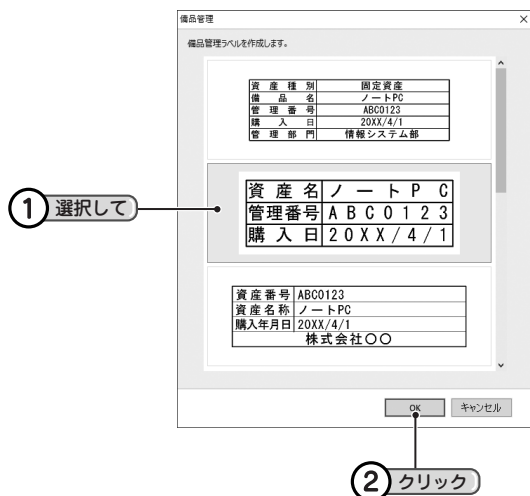 備品管理
備品管理ラベルを作成します。
資産種別 固定資産
備品名 ノートPC
管理番号 ABC0123
購入日 20XX/4/1
管理部門 情報システム部
① 選択して
資産名 ノートPC
管理番号 ABC0123
購入日 20XX/4/1
資産番号 ABC0123
資産名称 ノートPC
購入年月日 20XX/4/1
株式会社〇〇
OK キャンセル
② クリック